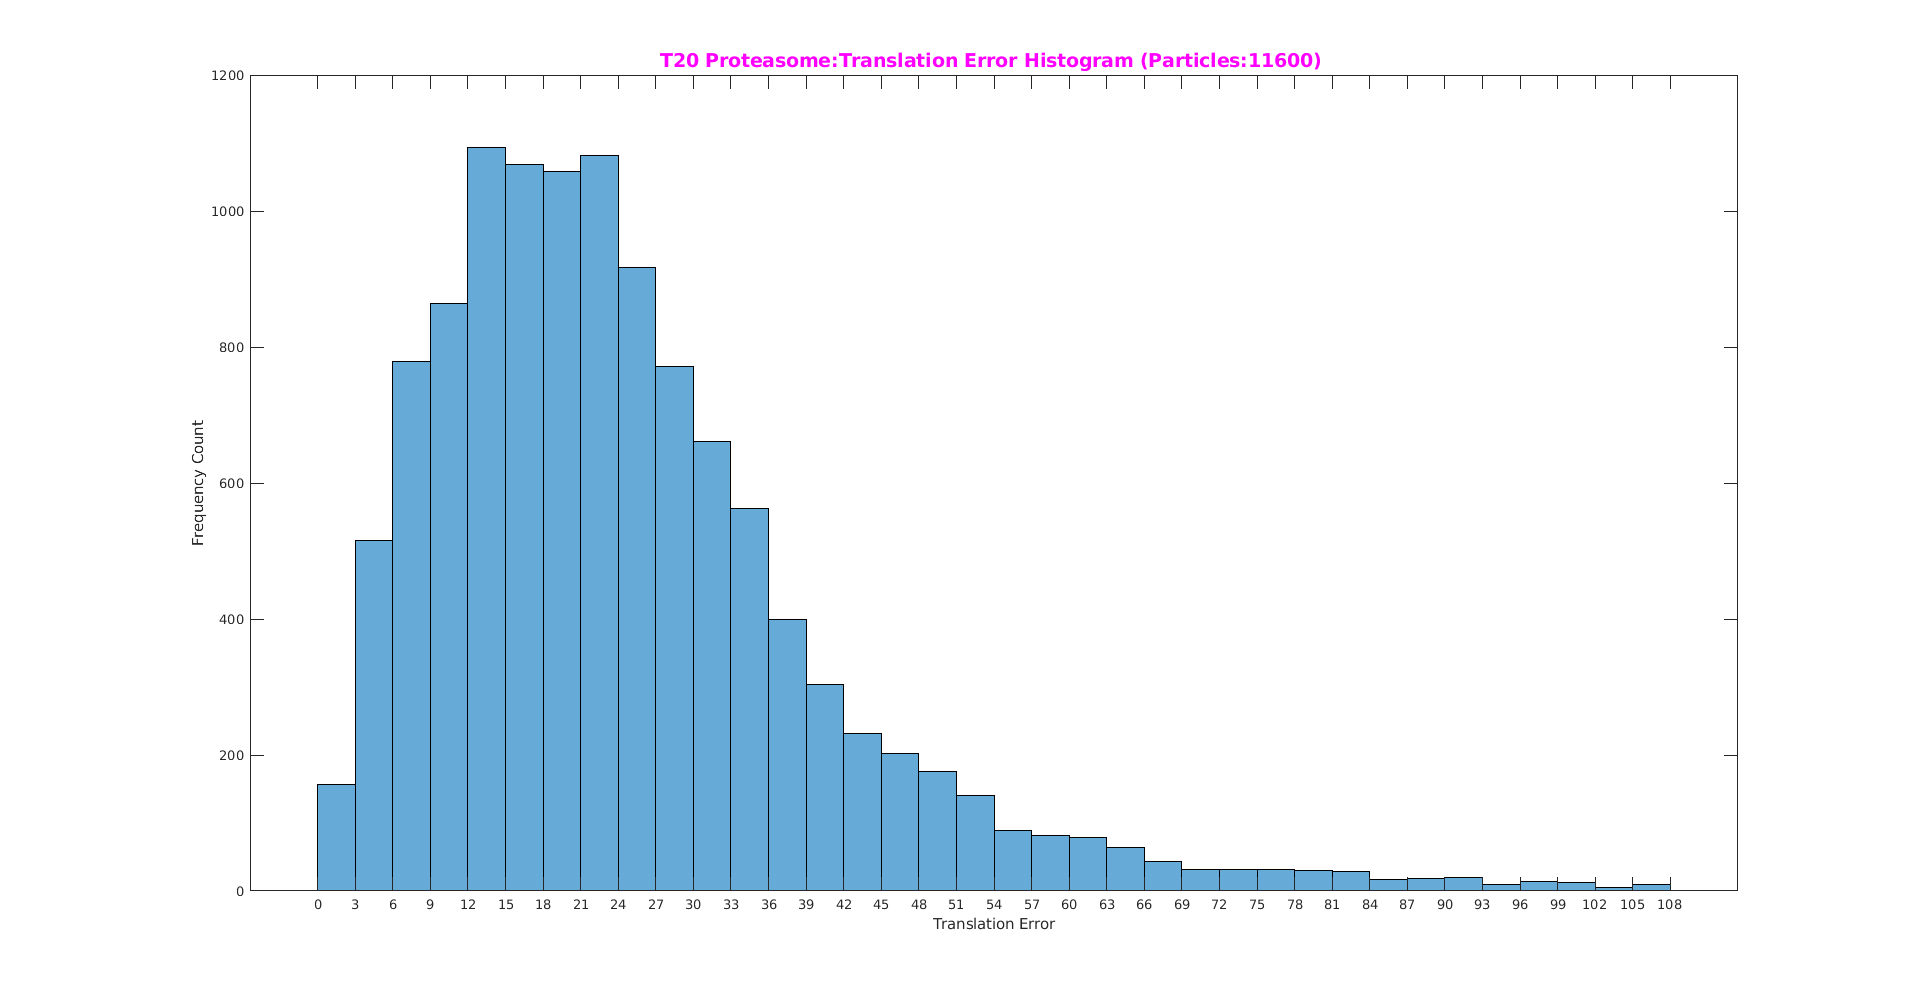 T20 Proteasome:Translation Error Histogram (Particles:11600)
1200
1000
800
600
400
200
0
Frequency Count
0 3 6 9 12 15 18 21 24 27 30 33 36 39 42 45 48 51 54 57 60 63 66 69 72 75 78 81 84 87 90 93 96 99 102 105 108
Translation Error